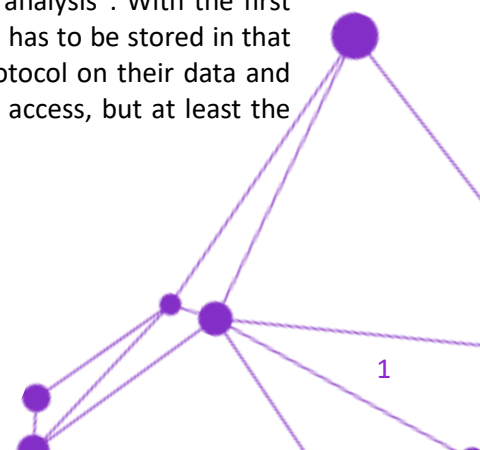 analysis". With the first
has to be stored in that
otocol on their data and
access, but at least the
1